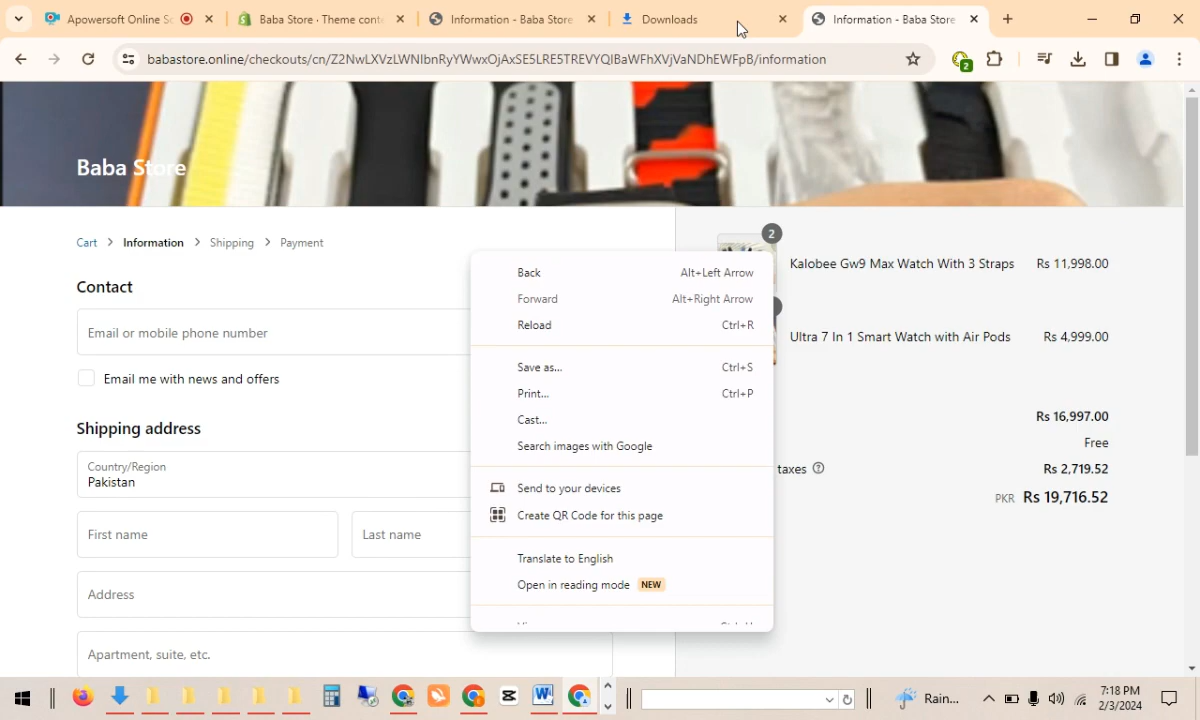 Apowersoft Online Sc
Baba Store · Theme conte
Information - Baba Store
Downloads
Information - Baba Store
babastore.online/checkouts/cn/Z2NwLXVzLWNlbnRyYWwxOjAxSE5LRE5TREVYQlBaWFhXVjVaNDhEWFpB/information
2
Baba Store
Cart > Information > Shipping > Payment
Contact
Email or mobile phone number
Email me with news and offers
Shipping address
Country/Region
Pakistan
First name
Last name
Address
Apartment, suite, etc.
Back Alt+Left Arrow
Forward Alt+Right Arrow
Reload Ctrl+R
Save as... Ctrl+S
Print... Ctrl+P
Cast...
Search images with Google
Send to your devices
Create QR Code for this page
Translate to English
Open in reading mode NEW
2
Kalobee Gw9 Max Watch With 3 Straps Rs 11,998.00
Ultra 7 In 1 Smart Watch with Air Pods Rs 4,999.00
Rs 16,997.00
Free
taxes Rs 2,719.52
PKR Rs 19,716.52
Rain...
7:18 PM
2/3/2024